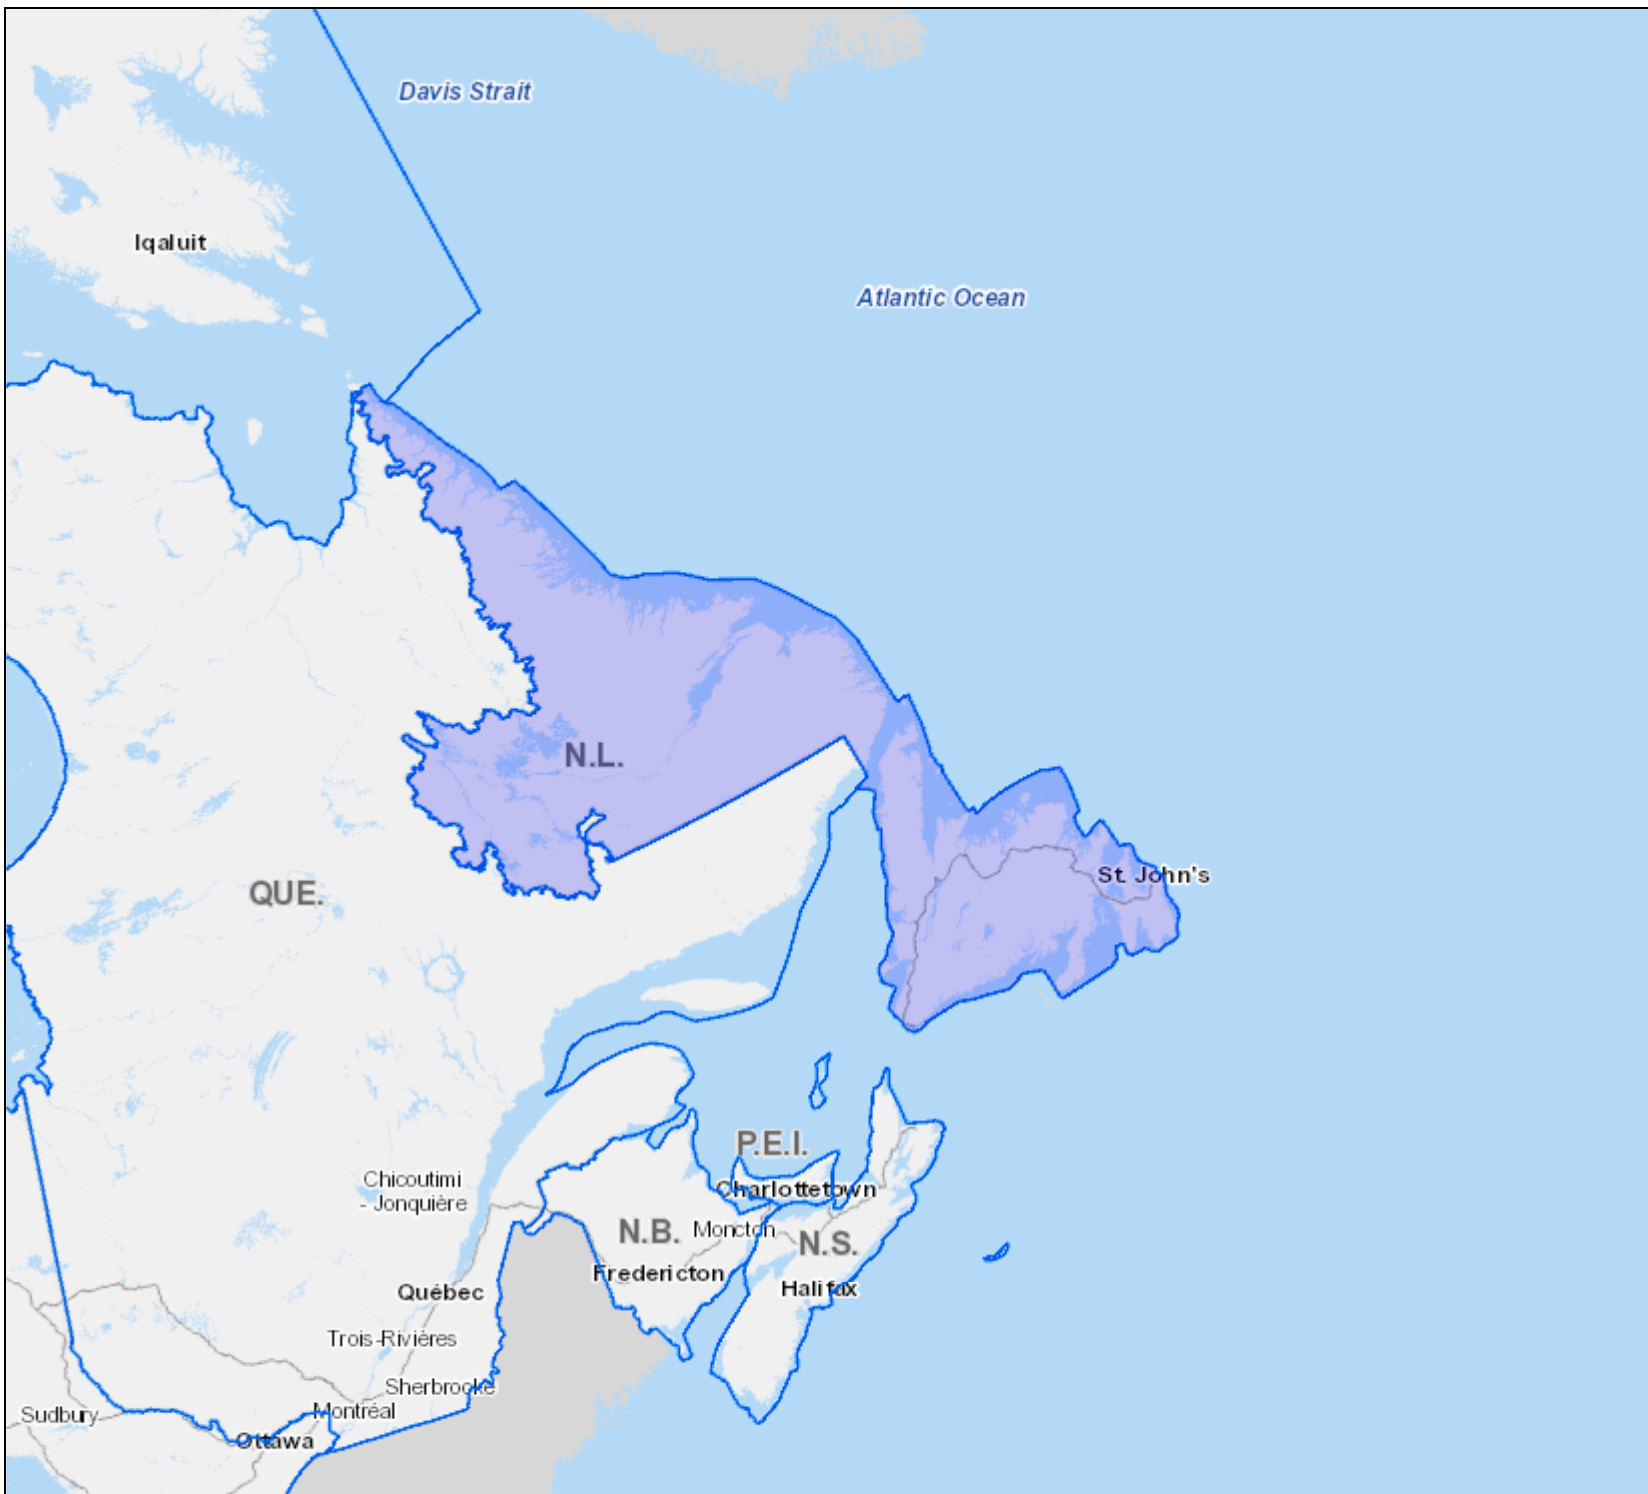 Davis Strait
Iqaluit
Atlantic Ocean
N.L.
St. John's
QUE.
P.E.I.
Chicoutimi
- Jonquière
Charlottetown
N.B.
Moncton
N.S.
Fredericton
Halifax
Québec
Trois-Rivières
Sherbrooke
Montréal
Sudbury
Ottawa